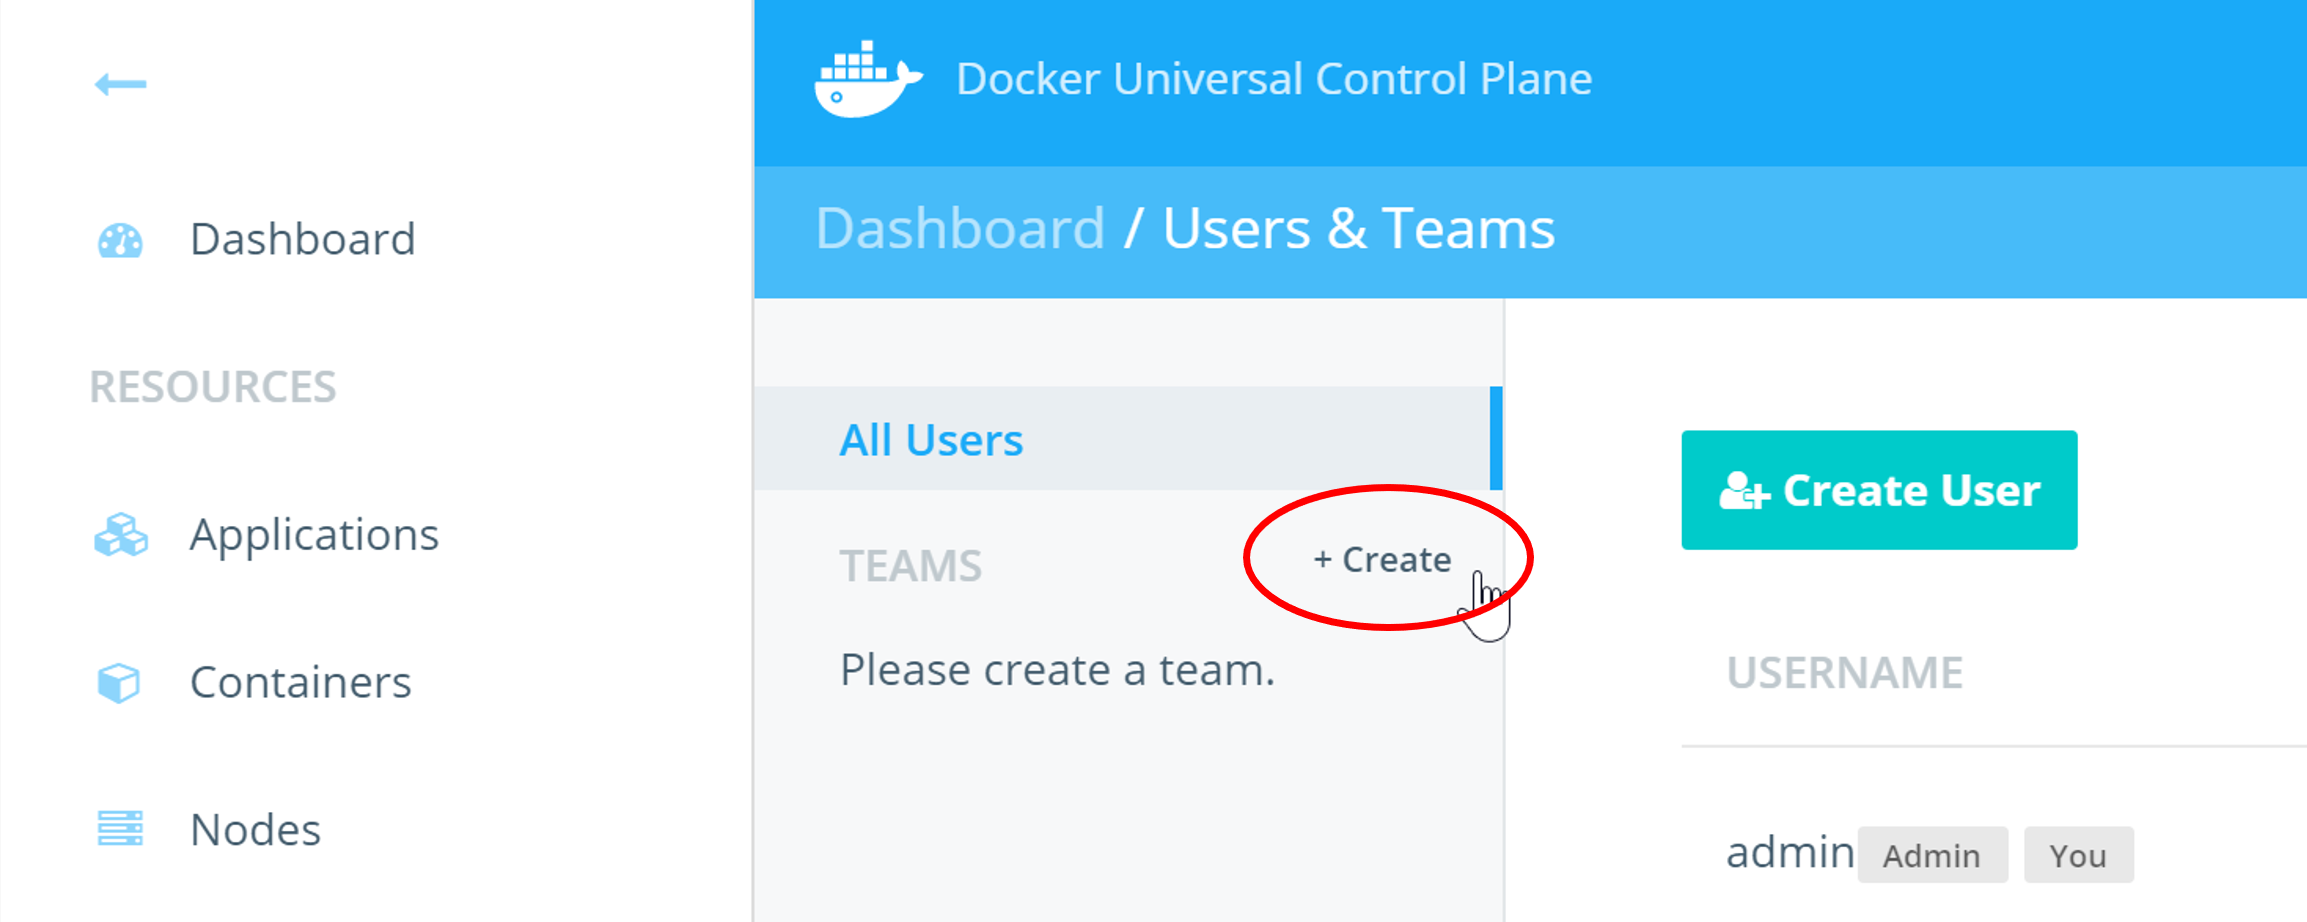 Docker Universal Control Plane
Dashboard / Users & Teams
Dashboard
RESOURCES
Applications
Containers
Nodes
All Users
TEAMS + Create
Please create a team.
Create User
USERNAME
admin Admin You